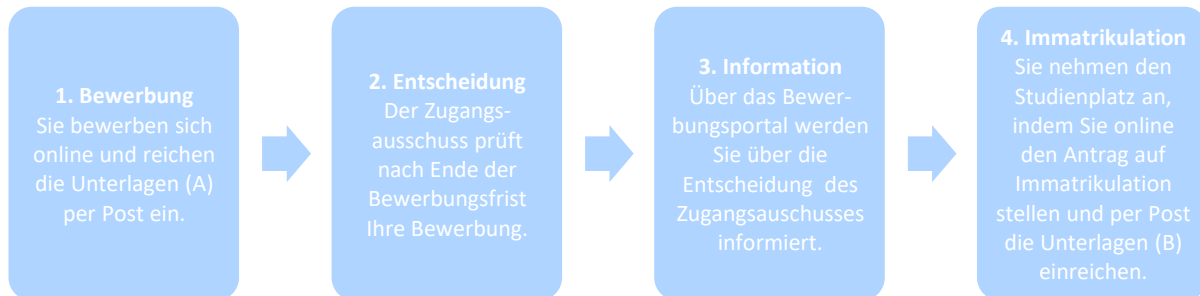 1. Bewerbung
Sie bewerben sich
online und reichen
die Unterlagen (A)
per Post ein.
2. Entscheidung
Der Zugangs-
ausschuss prüft
nach Ende der
Bewerbungsfrist
Ihre Bewerbung.
3. Information
Über das Bewer-
bungsportal werden
Sie über die
Entscheidung des
Zugangsauschusses
informiert.
4. Immatrikulation
Sie nehmen den
Studienplatz an,
indem Sie online
den Antrag auf
Immatrikulation
stellen und per Post
die Unterlagen (B)
einreichen.